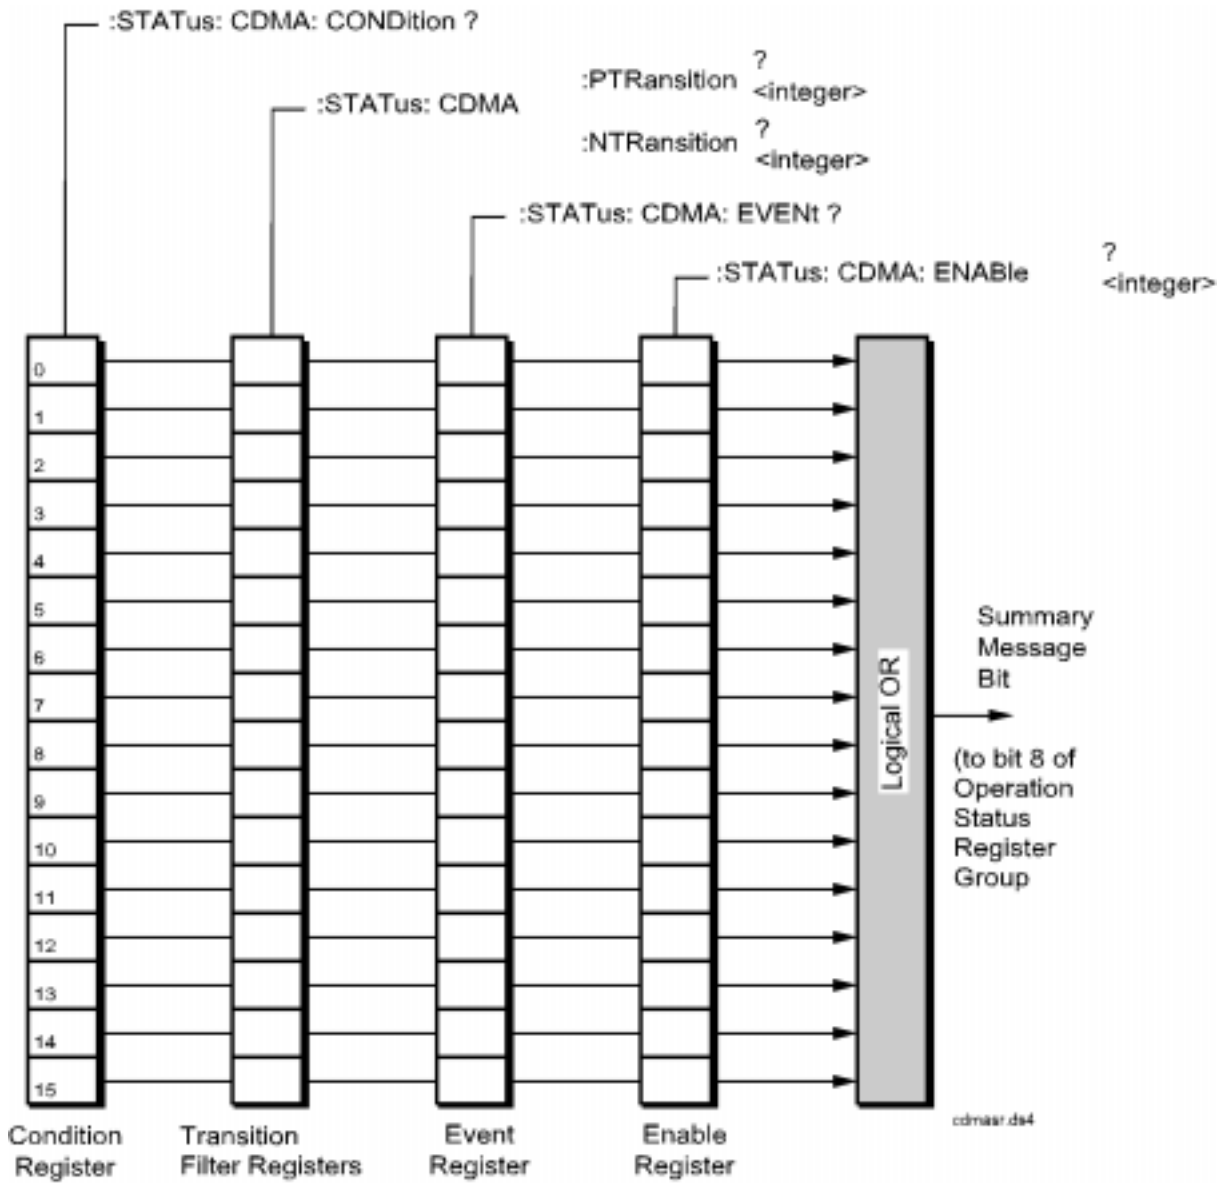 :STATus: CDMA: CONDition ?
:PTRansition ?
<integer>
:STATus: CDMA
:NTRansition ?
<integer>
:STATus: CDMA: EVENt ?
:STATus: CDMA: ENABle ?
<integer>
0
1
2
3
4
5
6
7
8
9
10
11
12
13
14
15
Logical OR
Summary
Message
Bit
(to bit 8 of
Operation
Status
Register
Group
cdmasr.ds4
Condition
Register
Transition
Filter Registers
Event
Register
Enable
Register